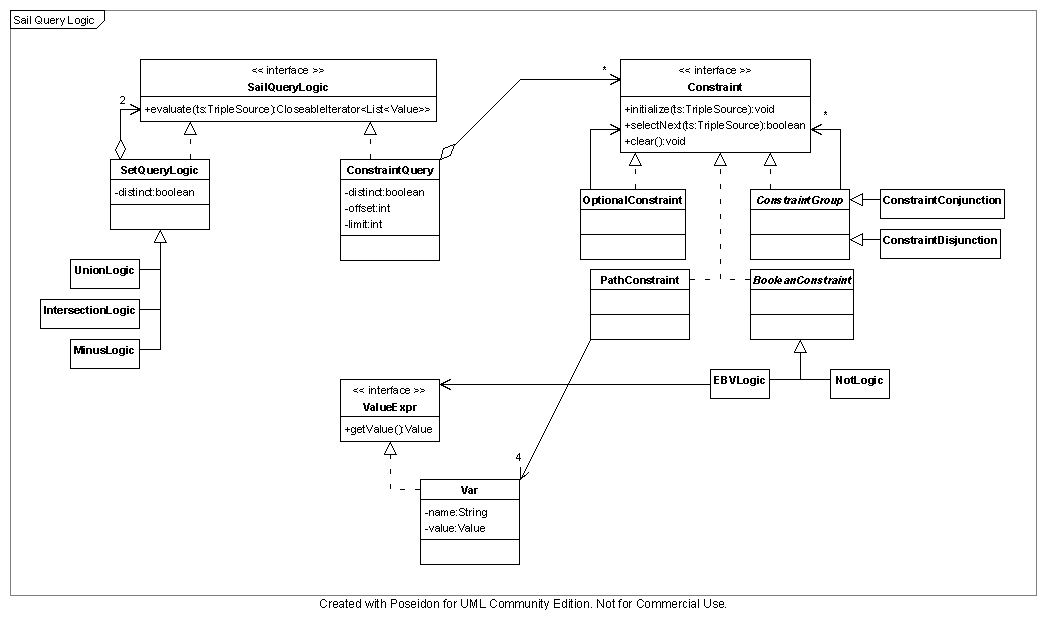 Sail Query Logic
<< interface >>
SailQueryLogic
+evaluate(ts:TripleSource):CloseableIterator<List<Value>>
<< interface >>
Constraint
+initialize(ts:TripleSource):void
+selectNext(ts:TripleSource):boolean
+clear():void
*
2
*
SetQueryLogic
-distinct:boolean
ConstraintQuery
-distinct:boolean
-offset:int
-limit:int
OptionalConstraint
ConstraintGroup
ConstraintConjunction
ConstraintDisjunction
UnionLogic
IntersectionLogic
MinusLogic
PathConstraint
BooleanConstraint
EBVLogic
NotLogic
<< interface >>
ValueExpr
+getValue():Value
4
Var
-name:String
-value:Value
Created with Poseidon for UML Community Edition. Not for Commercial Use.